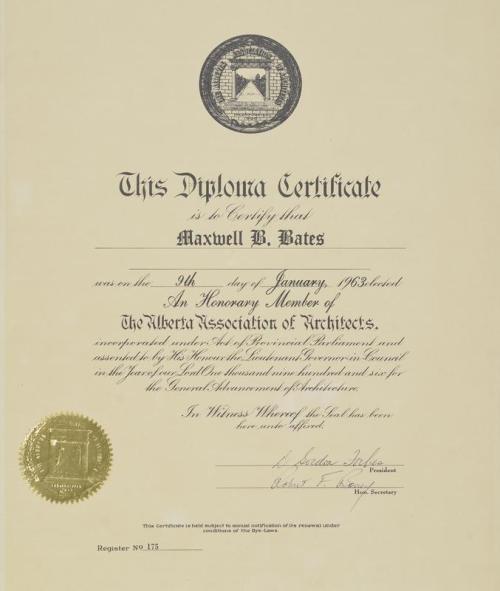 This Diploma Certificate
is to Certify that
Maxwell B. Bates
was on the 9th day of January, 1963 elected
An Honorary Member of
The Alberta Association of Architects.
incorporated under Act of Provincial Parliament and
assented to by His Honour the Lieutenant Governor in Council
in the Year of our Lord One thousand nine hundred and six for
the General Advancement of Architecture.
In Witness Whereof the Seal has been
here unto affixed.
Gordon Forbes
President
Robert F.
Hon. Secretary
This Certificate is held subject to annual notification of its renewal under
conditions of the Bye-Laws.
Register No 175